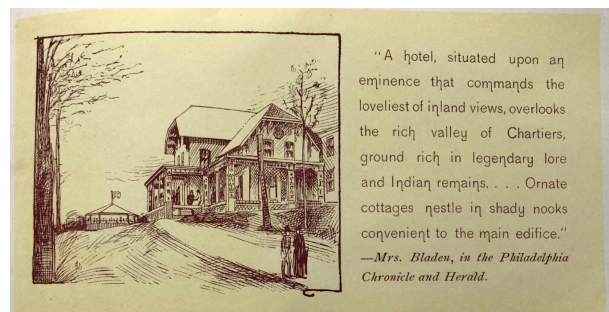 "A hotel, situated upon an
eminence that commands the
loveliest of inland views, overlooks
the rich valley of Chartiers,
ground rich in legendary lore
and Indian remains. . . . Ornate
cottages nestle in shady nooks
convenient to the main edifice."
—Mrs. Bladen, in the Philadelphia
Chronicle and Herald.